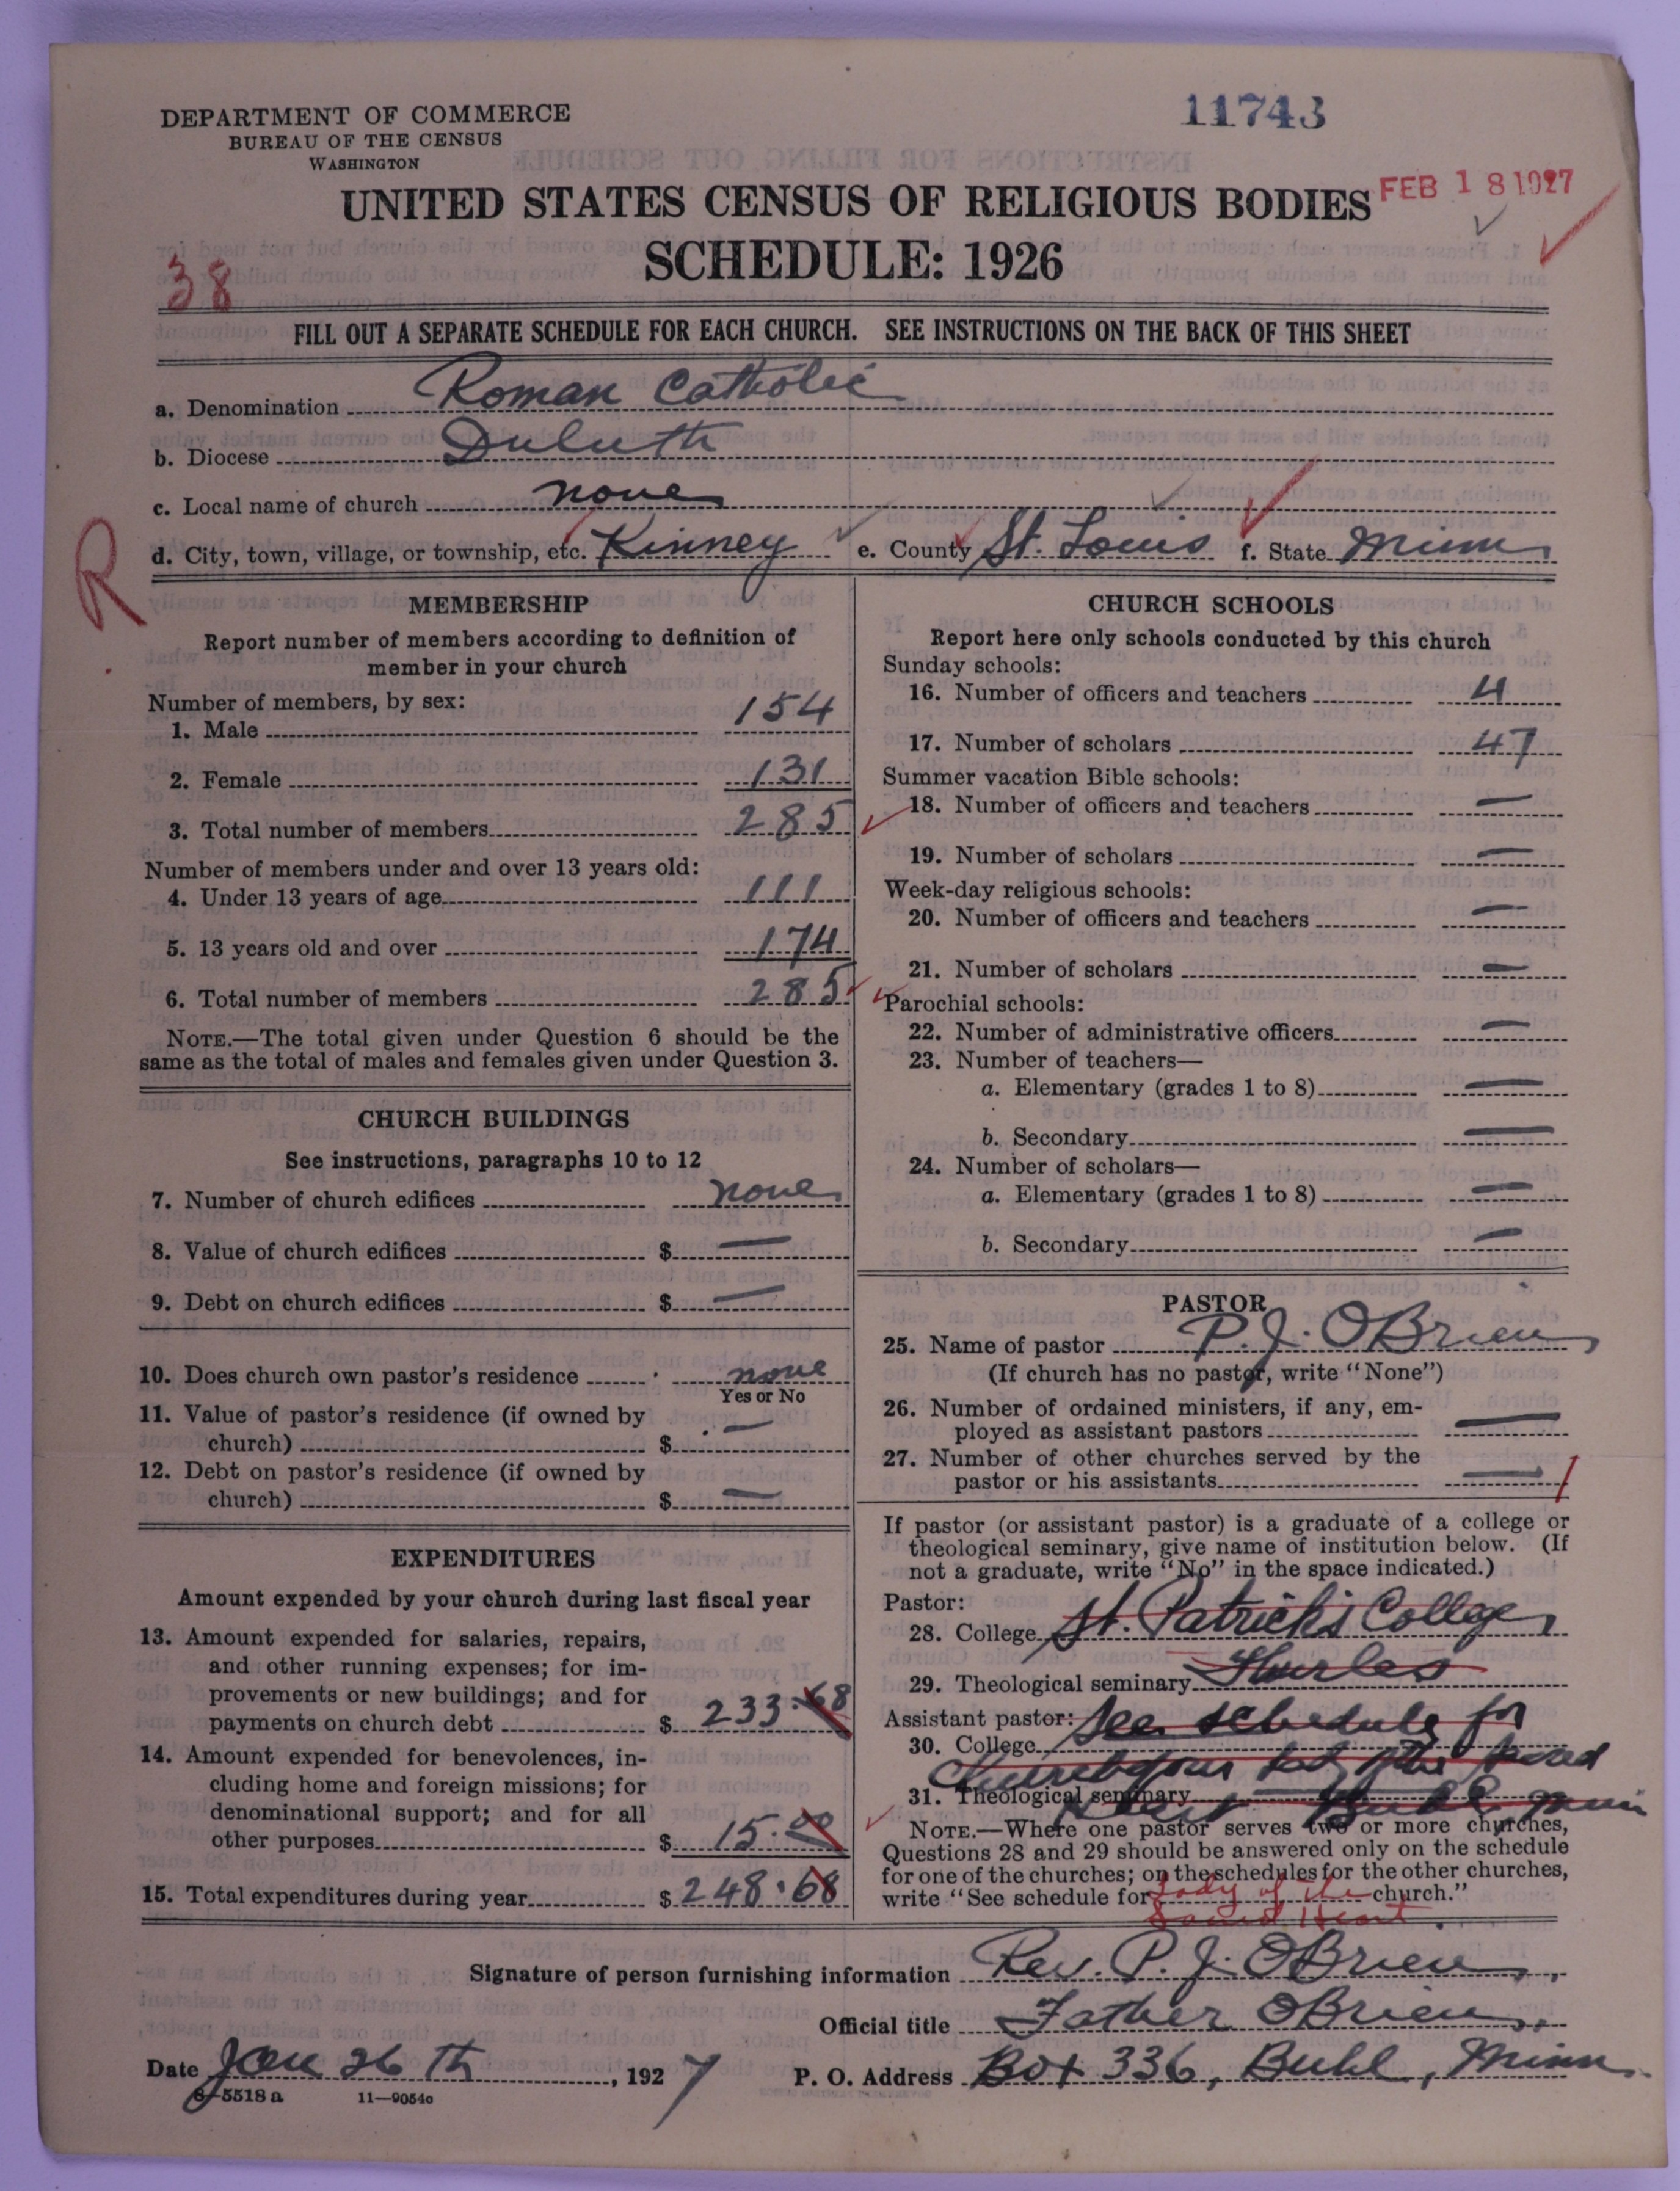 DEPARTMENT OF COMMERCE
BUREAU OF THE CENSUS
WASHINGTON
11743
UNITED STATES CENSUS OF RELIGIOUS BODIES
FEB 18 1927
SCHEDULE: 1926
38
FILL OUT A SEPARATE SCHEDULE FOR EACH CHURCH. SEE INSTRUCTIONS ON THE BACK OF THIS SHEET
a. Denomination Roman Catholic
b. Diocese Duluth
c. Local name of church none
d. City, town, village, or township, etc. Kinney e. County St. Louis f. State Minn
R
MEMBERSHIP
Report number of members according to definition of
member in your church
Number of members, by sex:
1. Male 154
2. Female 131
3. Total number of members 285
Number of members under and over 13 years old:
4. Under 13 years of age 111
5. 13 years old and over 174
6. Total number of members 285
NOTE.—The total given under Question 6 should be the
same as the total of males and females given under Question 3.
CHURCH BUILDINGS
See instructions, paragraphs 10 to 12
7. Number of church edifices none
8. Value of church edifices $ —
9. Debt on church edifices $ —
10. Does church own pastor's residence none
Yes or No
11. Value of pastor's residence (if owned by
church) $ —
12. Debt on pastor's residence (if owned by
church) $ —
EXPENDITURES
Amount expended by your church during last fiscal year
13. Amount expended for salaries, repairs,
and other running expenses; for im-
provements or new buildings; and for
payments on church debt $ 233.68
14. Amount expended for benevolences, in-
cluding home and foreign missions; for
denominational support; and for all
other purposes $ 15.00
15. Total expenditures during year $ 248.68
CHURCH SCHOOLS
Report here only schools conducted by this church
Sunday schools:
16. Number of officers and teachers 4
17. Number of scholars 47
Summer vacation Bible schools:
18. Number of officers and teachers —
19. Number of scholars —
Week-day religious schools:
20. Number of officers and teachers —
21. Number of scholars —
Parochial schools:
22. Number of administrative officers —
23. Number of teachers—
a. Elementary (grades 1 to 8) —
b. Secondary —
24. Number of scholars—
a. Elementary (grades 1 to 8) —
b. Secondary —
PASTOR
25. Name of pastor P. J. OBrien
(If church has no pastor, write "None")
26. Number of ordained ministers, if any, em-
ployed as assistant pastors —
27. Number of other churches served by the
pastor or his assistants — 1
If pastor (or assistant pastor) is a graduate of a college or
theological seminary, give name of institution below. (If
not a graduate, write "No" in the space indicated.)
Pastor:
28. College St. Patrick's College
29. Theological seminary Thurles
Assistant pastor: See schedule for
30. College
31. Theological seminary Buhl Minn
NOTE.—Where one pastor serves two or more churches,
Questions 28 and 29 should be answered only on the schedule
for one of the churches; on the schedules for the other churches,
write "See schedule for Lady of the church."
Sacred Heart
Signature of person furnishing information Rev. P. J. OBrien
Official title Father OBrien
Date Jan 26 th, 1927 P. O. Address Box 336, Buhl, Minn
8-5518 a 11—9054o